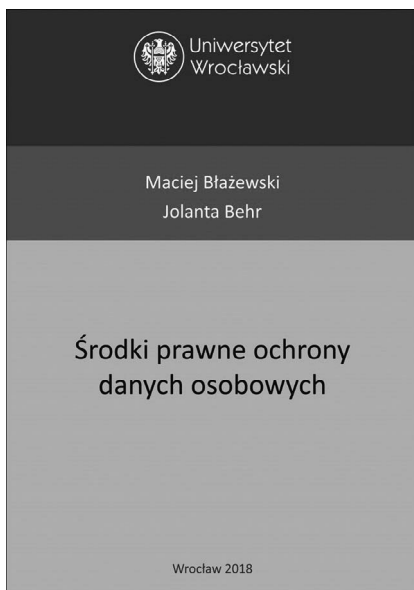 Uniwersytet
Wrocławski
Maciej Błażewski
Jolanta Behr
Środki prawne ochrony
danych osobowych
Wrocław 2018